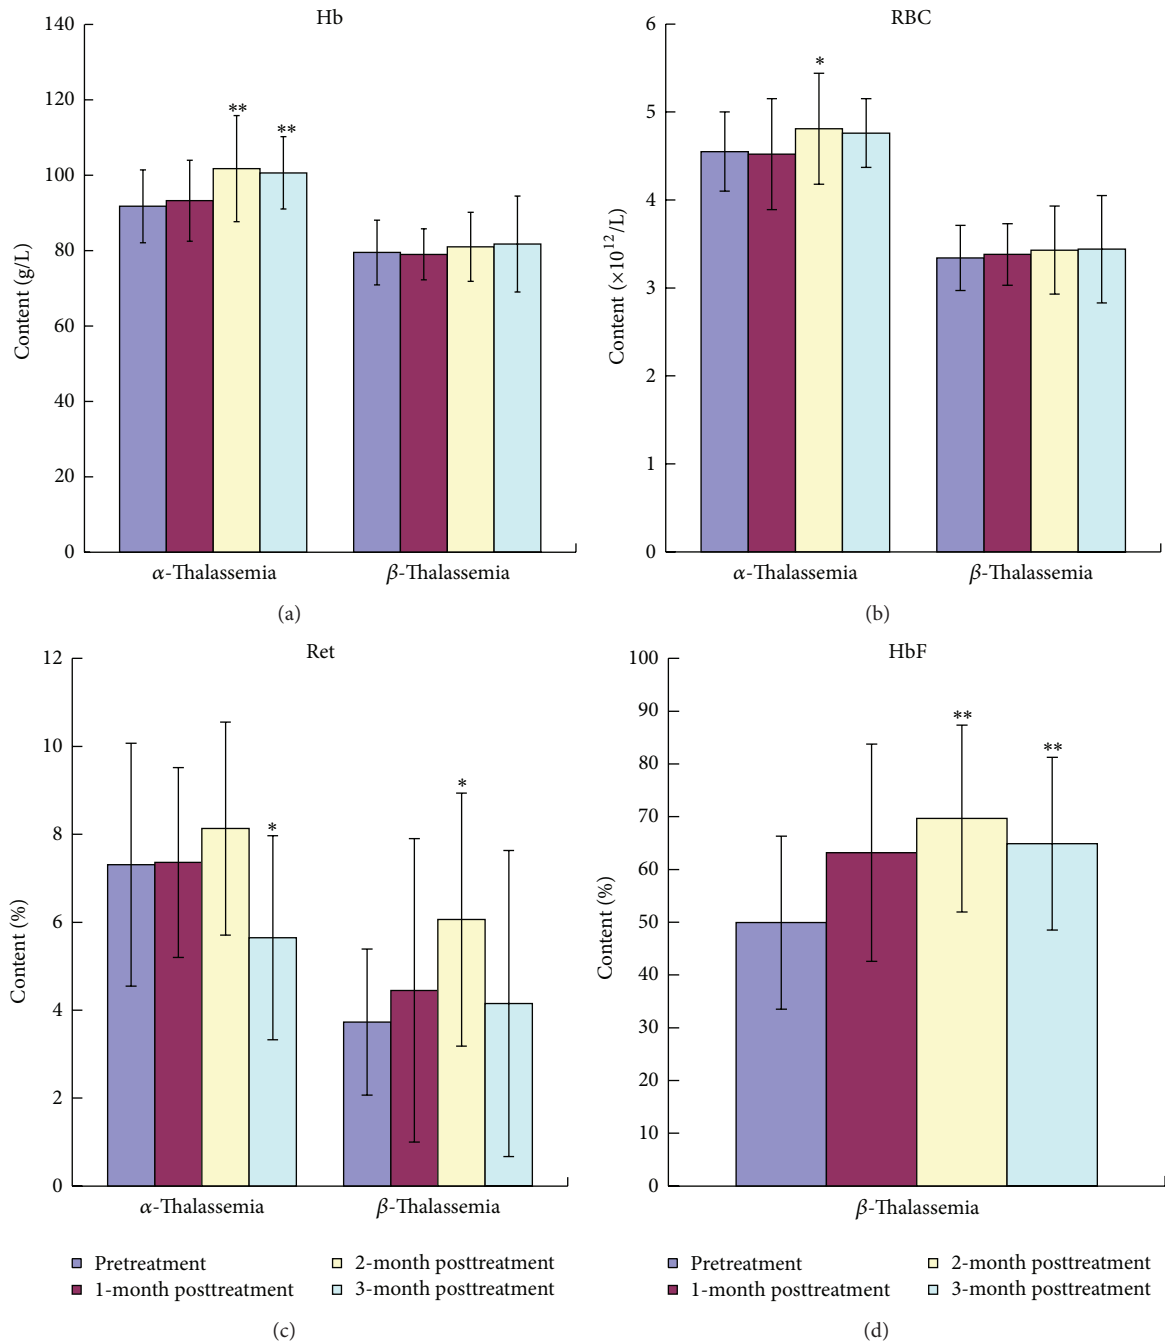 Hb
140
120
100
80
60
40
20
0
Content (g/L)
**
**
α-Thalassemia
β-Thalassemia
(a)
RBC
6
5
4
3
2
1
0
Content (×10¹²/L)
*
α-Thalassemia
β-Thalassemia
(b)
Ret
12
10
8
6
4
2
0
Content (%)
*
*
α-Thalassemia
β-Thalassemia
Pretreatment
1-month posttreatment
2-month posttreatment
3-month posttreatment
(c)
HbF
100
90
80
70
60
50
40
30
20
10
0
Content (%)
**
**
β-Thalassemia
Pretreatment
1-month posttreatment
2-month posttreatment
3-month posttreatment
(d)